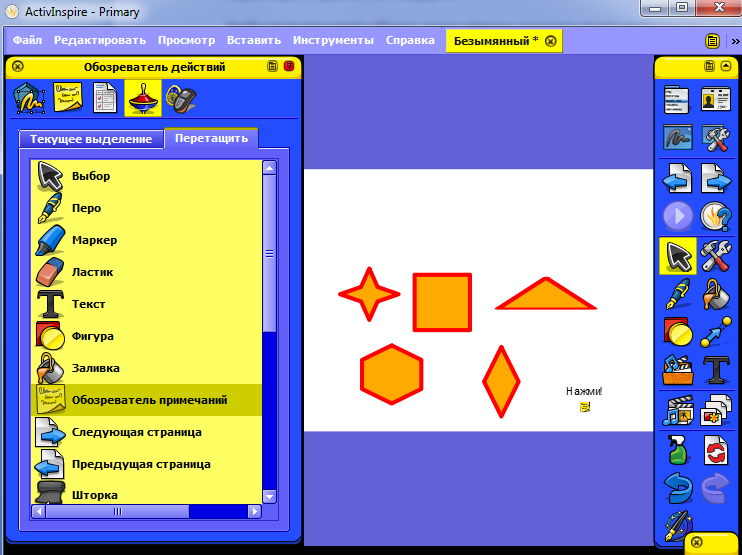 ActivInspire - Primary
Файл Редактировать Просмотр Вставить Инструменты Справка Безымянный *
Обозреватель действий
Текущее выделение Перетащить
Выбор
Перо
Маркер
Ластик
Текст
Фигура
Заливка
Обозреватель примечаний
Следующая страница
Предыдущая страница
Шторка
Нажми!